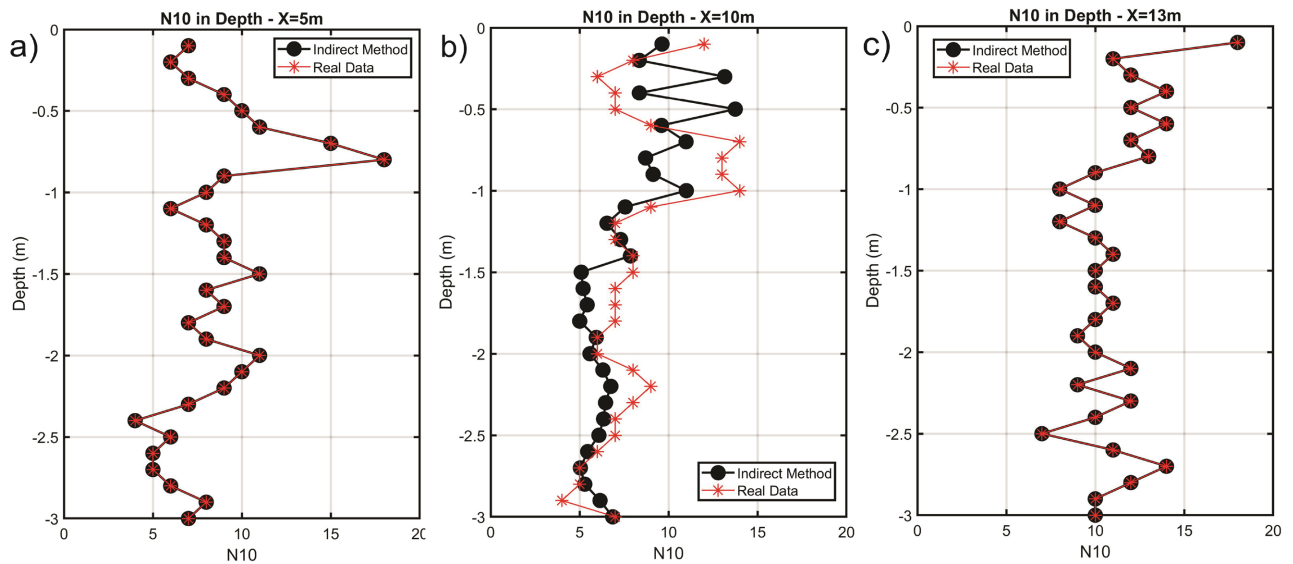 a)
N10 in Depth - X=5m
Indirect Method
Real Data
0
-0.5
-1
-1.5
-2
-2.5
-3
Depth (m)
0
5
10
15
20
N10
b)
N10 in Depth - X=10m
0
-0.5
-1
-1.5
-2
-2.5
-3
Depth (m)
Indirect Method
Real Data
0
5
10
15
20
N10
c)
N10 in Depth - X=13m
Indirect Method
Real Data
0
-0.5
-1
-1.5
-2
-2.5
-3
Depth (m)
0
5
10
15
20
N10